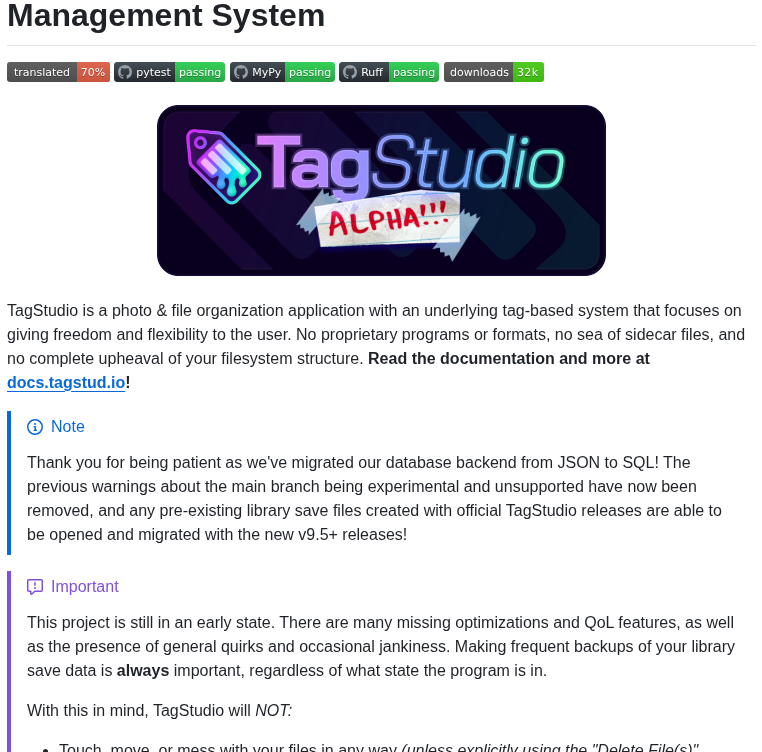 Management System
translated 70% pytest passing MyPy passing Ruff passing downloads 32k
TagStudio
ALPHA!!!
TagStudio is a photo & file organization application with an underlying tag-based system that focuses on
giving freedom and flexibility to the user. No proprietary programs or formats, no sea of sidecar files, and
no complete upheaval of your filesystem structure. Read the documentation and more at
docs.tagstud.io!
Note
Thank you for being patient as we've migrated our database backend from JSON to SQL! The
previous warnings about the main branch being experimental and unsupported have now been
removed, and any pre-existing library save files created with official TagStudio releases are able to
be opened and migrated with the new v9.5+ releases!
Important
This project is still in an early state. There are many missing optimizations and QoL features, as well
as the presence of general quirks and occasional jankiness. Making frequent backups of your library
save data is always important, regardless of what state the program is in.
With this in mind, TagStudio will NOT:
• Touch, move, or mess with your files in any way (unless explicitly using the "Delete File(s)"